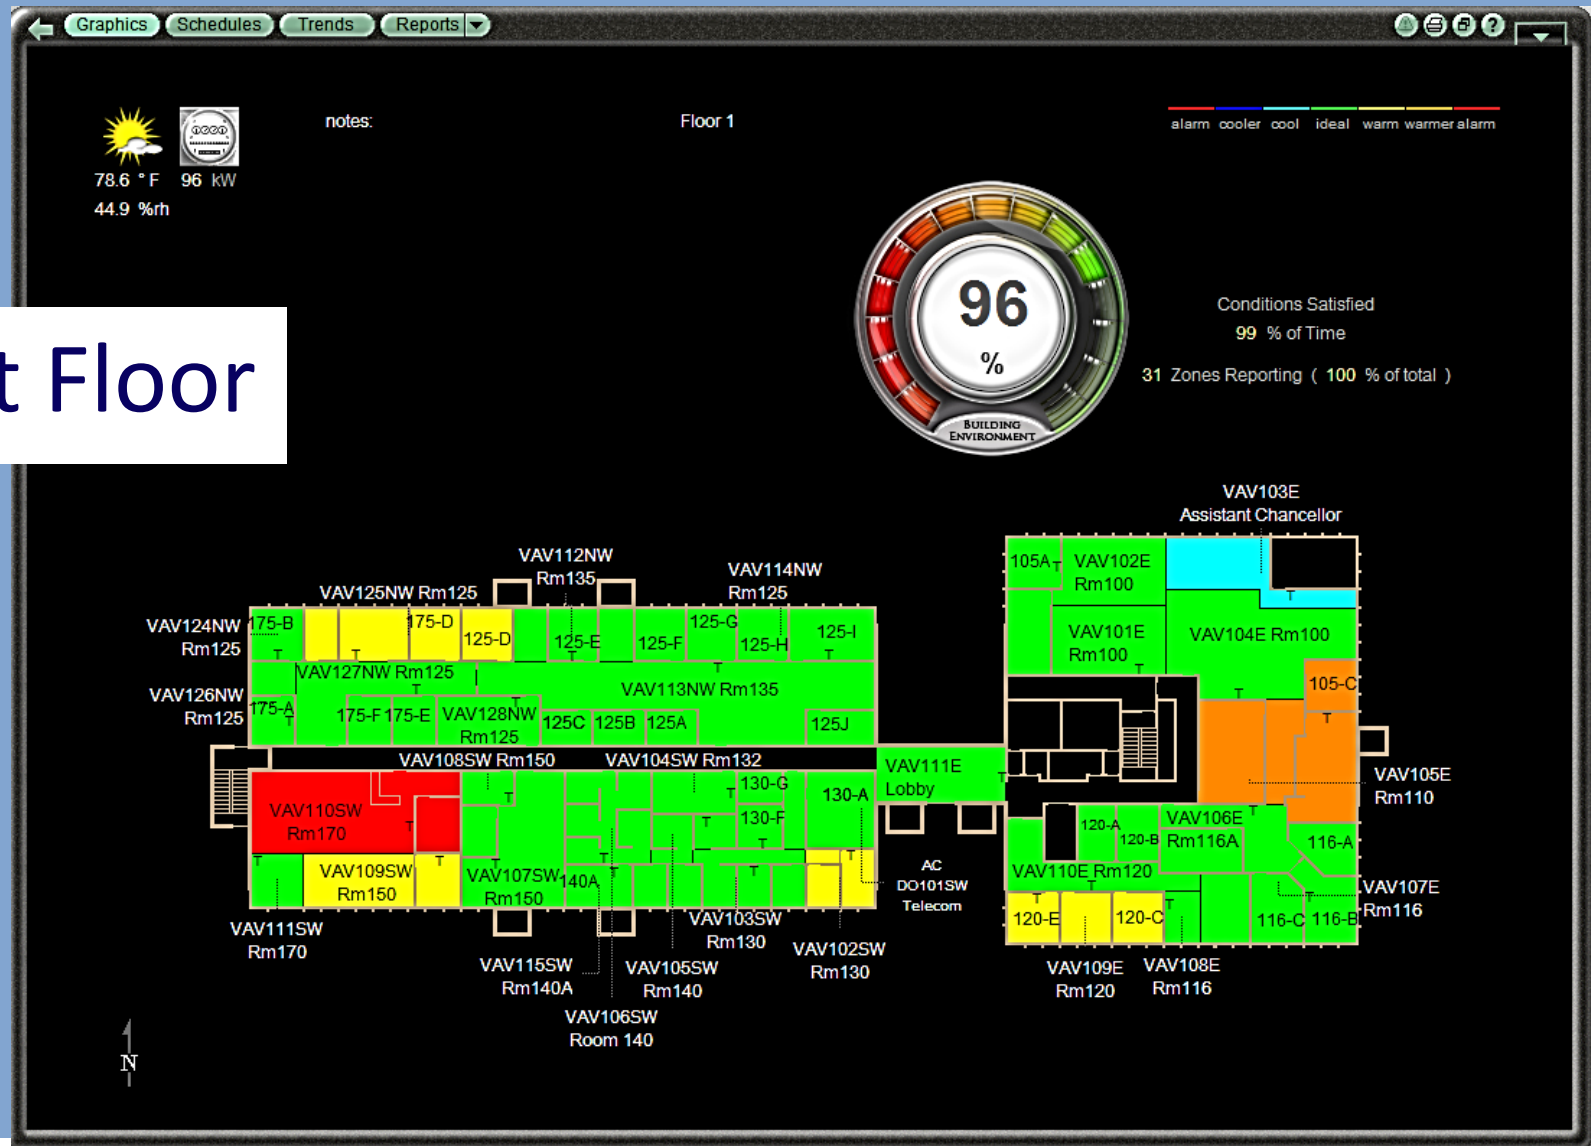 Graphics Schedules Trends Reports
?
notes:
Floor 1
alarm cooler cool ideal warm warmer alarm
78.6 ° F 96 kW
44.9 %rh
96
%
BUILDING
ENVIRONMENT
Conditions Satisfied
99 % of Time
31 Zones Reporting ( 100 % of total )
t Floor
VAV103E
Assistant Chancellor
VAV112NW
Rm135
VAV114NW
Rm125
VAV125NW Rm125
VAV124NW
Rm125
VAV126NW
Rm125
175-B
175-D
125-D
125-E
125-F
125-G
125-H
125-I
VAV127NW Rm125
VAV113NW Rm135
175-A
175-F
175-E
VAV128NW
Rm125
125C
125B
125A
125J
VAV108SW Rm150
VAV104SW Rm132
VAV110SW
Rm170
VAV109SW
Rm150
VAV107SW
Rm150
140A
130-G
130-F
130-A
VAV111E
Lobby
105A
VAV102E
Rm100
VAV101E
Rm100
VAV104E Rm100
105-C
VAV105E
Rm110
120-A
120-B
VAV106E
Rm116A
116-A
VAV110E Rm120
VAV107E
Rm116
120-E
120-C
116-C
116-B
AC
DO101SW
Telecom
VAV111SW
Rm170
VAV115SW
Rm140A
VAV106SW
Room 140
VAV105SW
Rm140
VAV103SW
Rm130
VAV102SW
Rm130
VAV109E
Rm120
VAV108E
Rm116
N